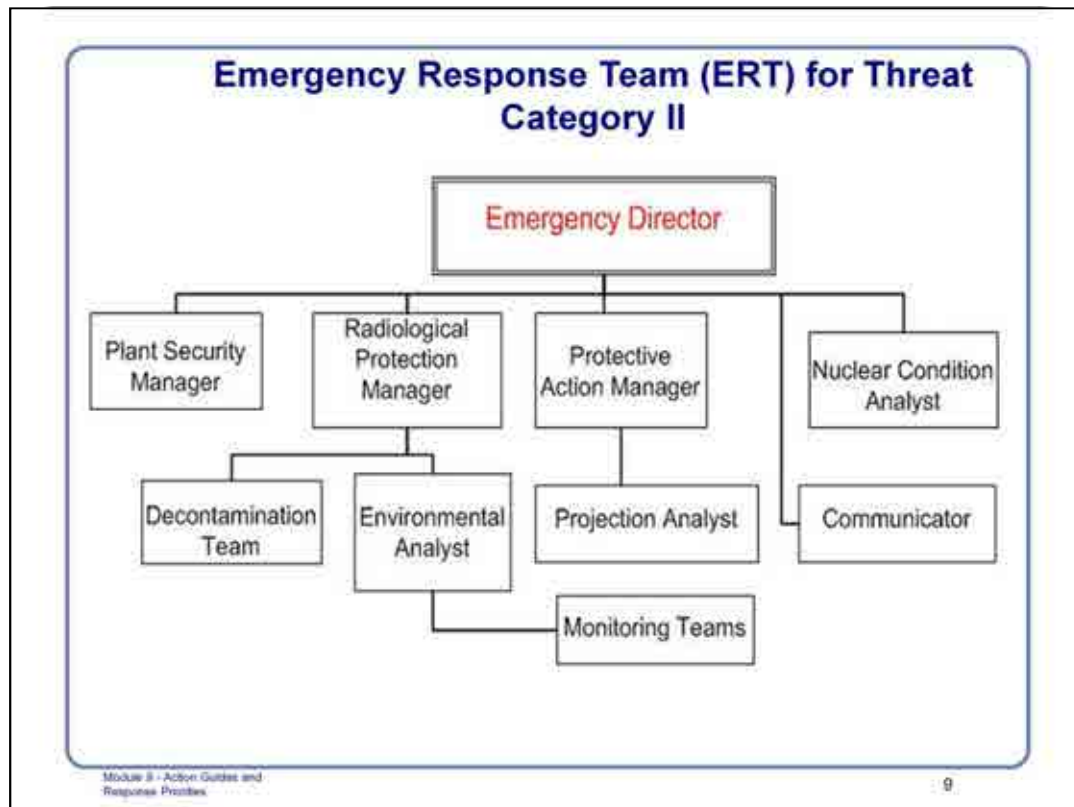 Emergency Response Team (ERT) for Threat
Category II
Emergency Director
Plant Security
Manager
Radiological
Protection
Manager
Protective
Action Manager
Nuclear Condition
Analyst
Decontamination
Team
Environmental
Analyst
Projection Analyst
Communicator
Monitoring Teams
Module - Action Guides and
Response Priorities
9